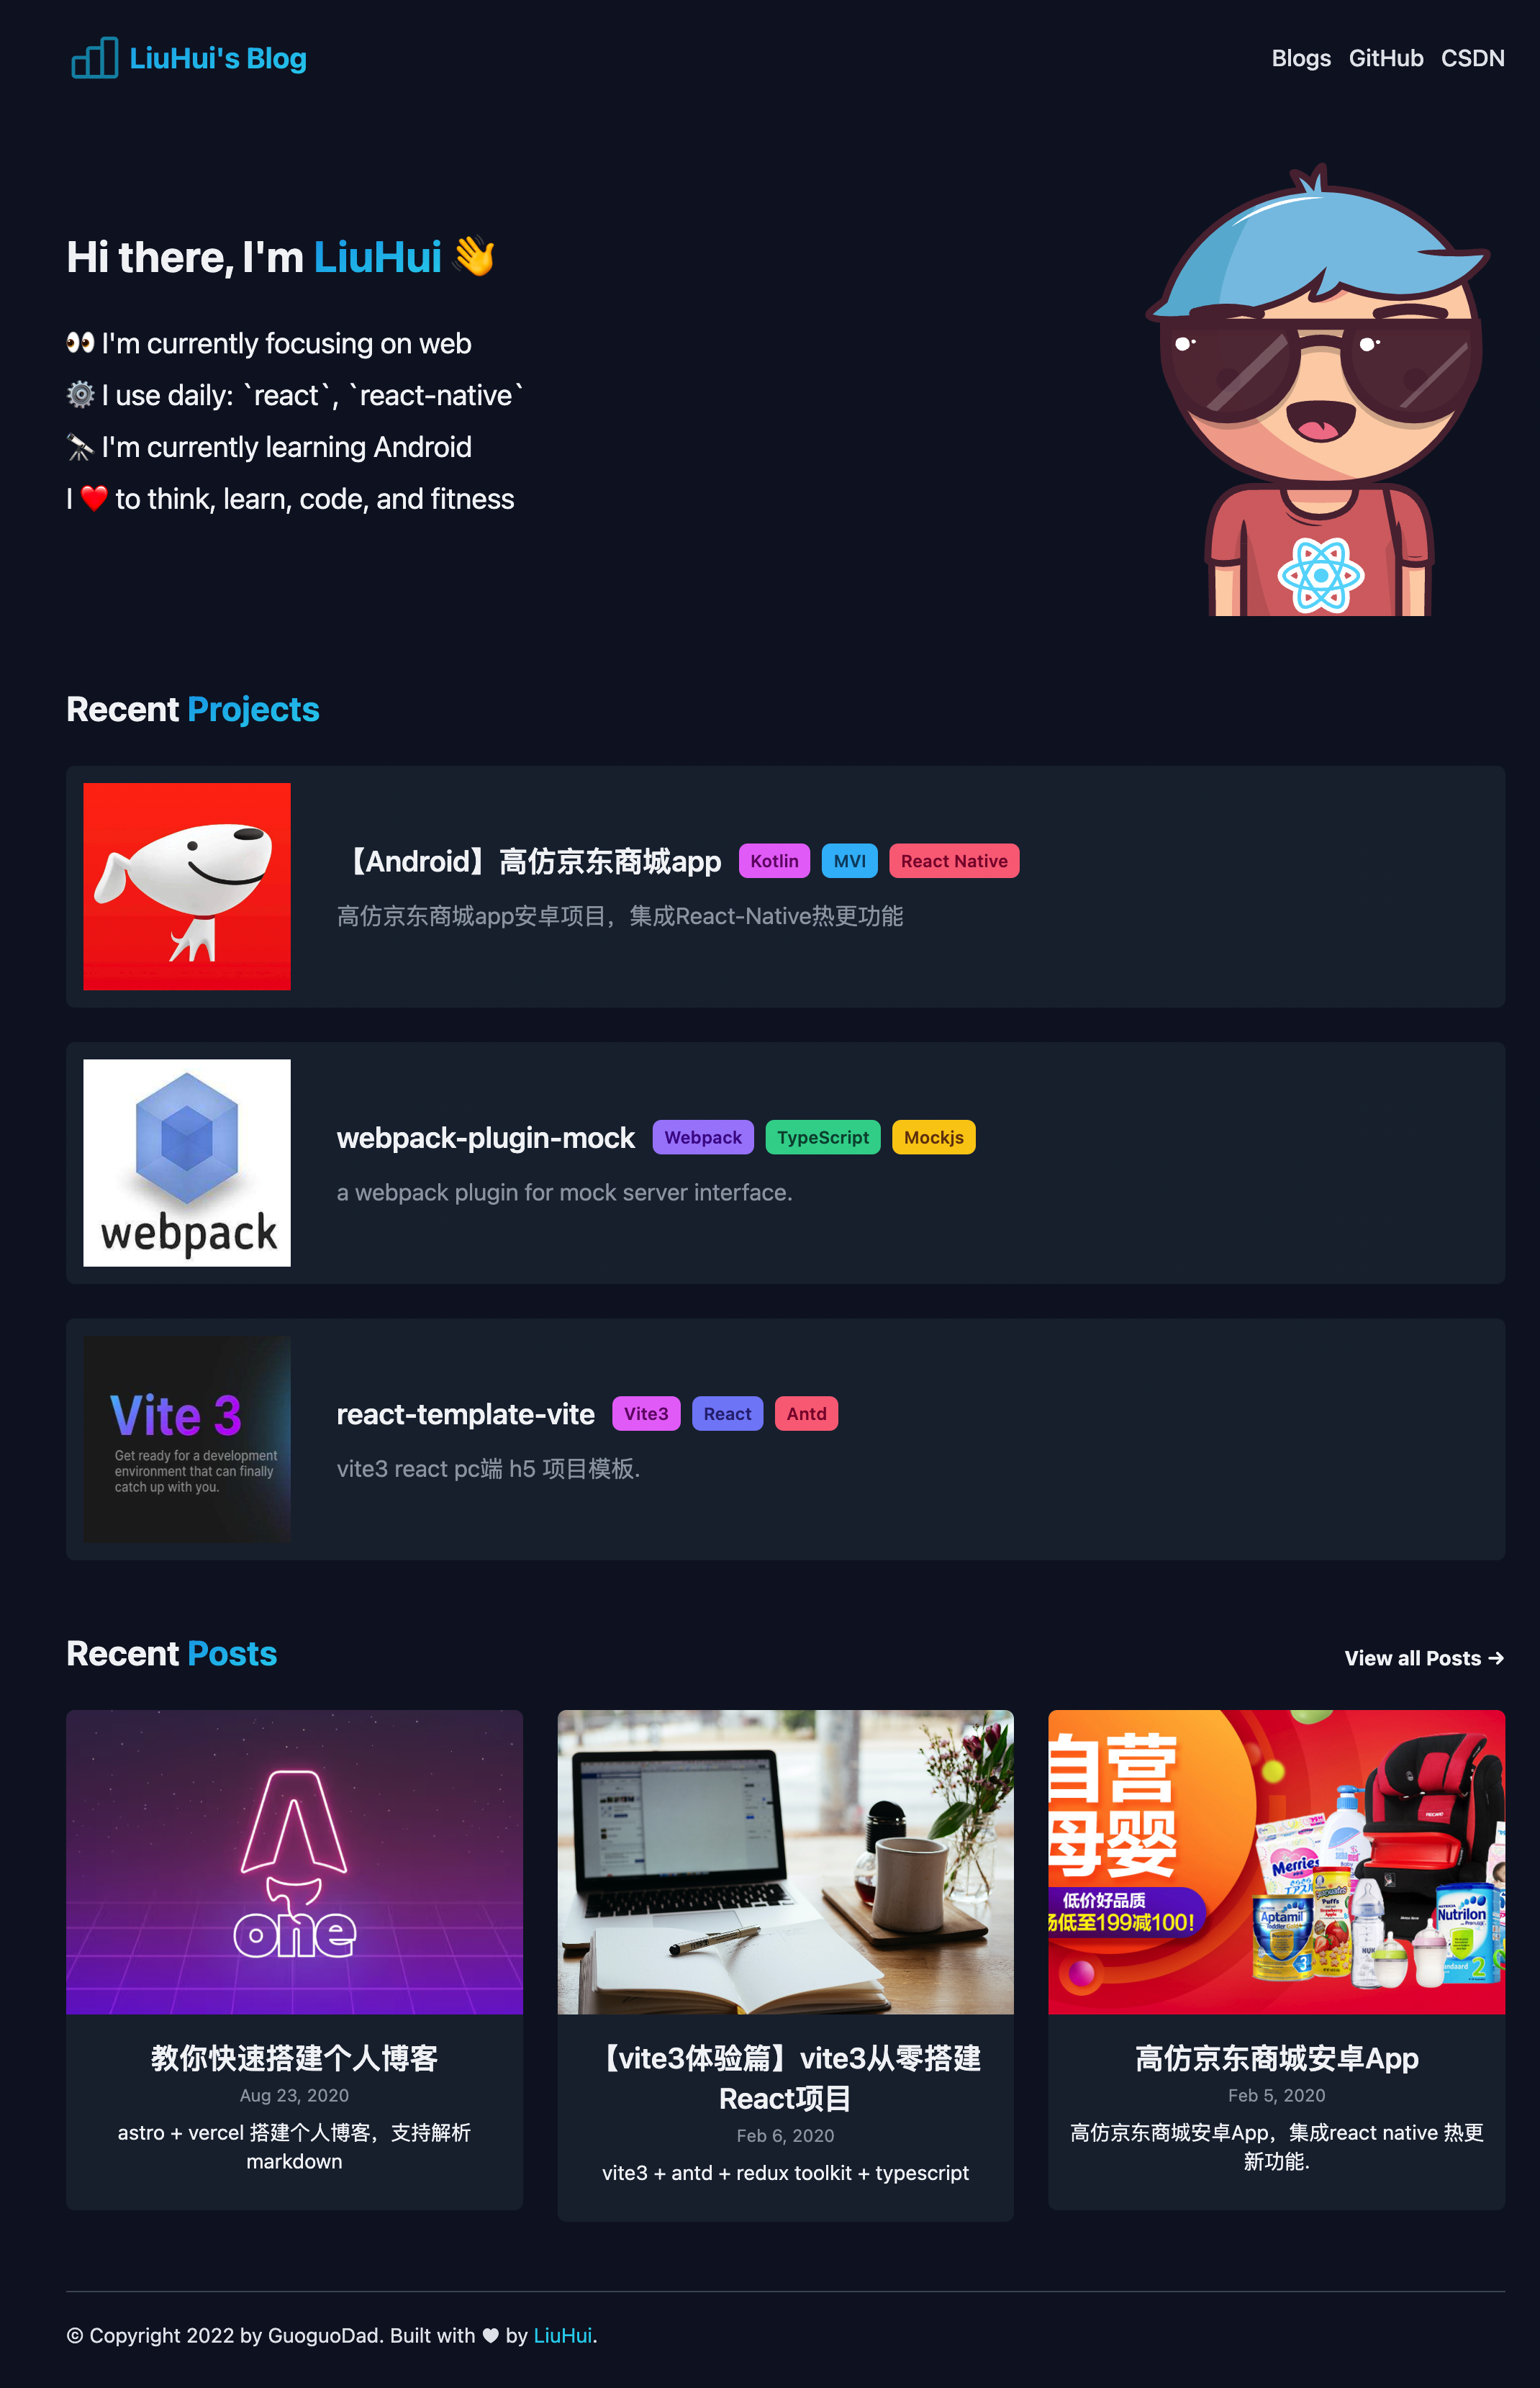 LiuHui's Blog
Blogs GitHub CSDN
Hi there, I'm LiuHui 👋
👀 I'm currently focusing on web
⚙️ I use daily: `react`, `react-native`
🔭 I'm currently learning Android
I ❤️ to think, learn, code, and fitness
Recent Projects
【Android】高仿京东商城app Kotlin MVI React Native
高仿京东商城app安卓项目，集成React-Native热更功能
webpack
webpack-plugin-mock Webpack TypeScript Mockjs
a webpack plugin for mock server interface.
Vite 3
Get ready for a development
environment that can finally
catch up with you.
react-template-vite Vite3 React Antd
vite3 react pc端 h5 项目模板.
Recent Posts
View all Posts →
one
教你快速搭建个人博客
Aug 23, 2020
astro + vercel 搭建个人博客，支持解析
markdown
【vite3体验篇】vite3从零搭建
React项目
Feb 6, 2020
vite3 + antd + redux toolkit + typescript
自营
母婴
低价好品质
低至199减100!
Merries
Aptamil
3
Puffs
NUK
Nutrilon
2
高仿京东商城安卓App
Feb 5, 2020
高仿京东商城安卓App，集成react native 热更
新功能.
© Copyright 2022 by GuoguoDad. Built with ♥ by LiuHui.